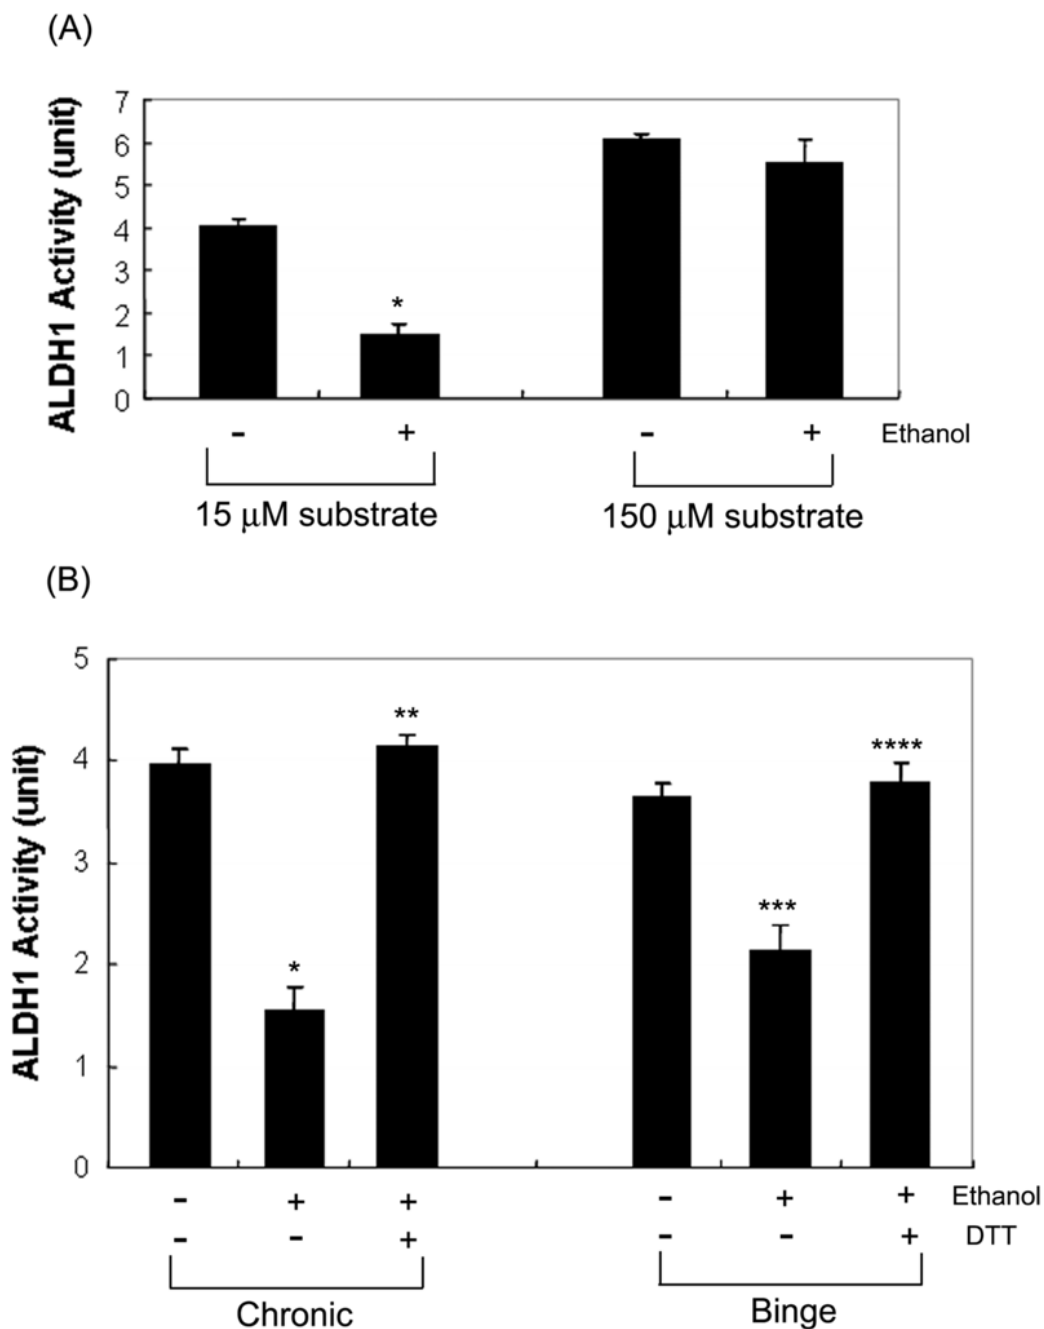 (A)
ALDH1 Activity (unit)
7
6
5
4
3
2
1
0
*
- + - + Ethanol
15 μM substrate 150 μM substrate
(B)
ALDH1 Activity (unit)
5
4
3
2
1
0
* ** *** ****
- + + - + + Ethanol
- - + - - + DTT
Chronic Binge